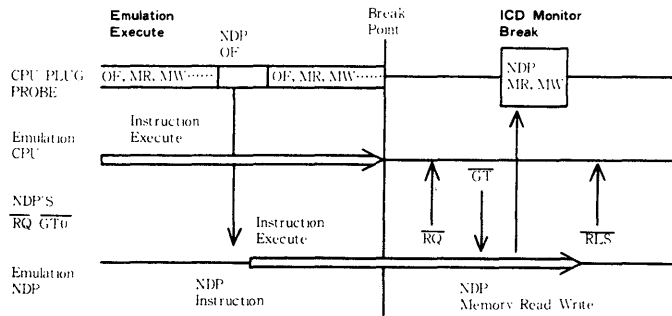 Emulation
Execute
Break
Point
ICD Monitor
Break
NDP
OF
CPU PLUG
PROBE
OF, MR, MW······
OF, MR, MW······
NDP
MR, MW
Instruction
Execute
Emulation
CPU
GT
NDP'S
RQ GT0
Instruction
Execute
RQ
RLS
Emulation
NDP
NDP
Instruction
NDP
Memory Read Write